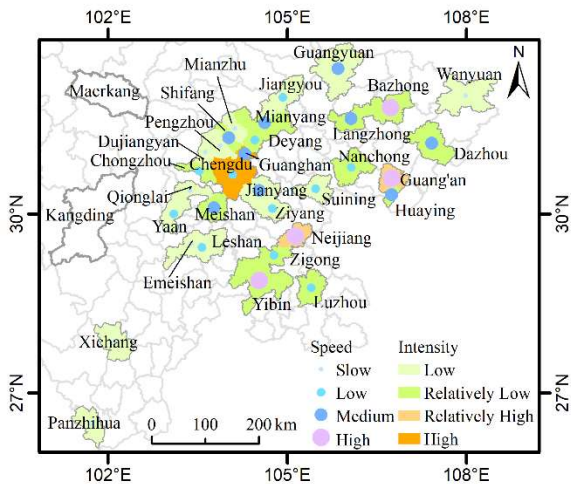 102°E 105°E 108°E
N
Guangyuan
Mianzhu
Jiangyou
Shifang
Bazhong
Wanyuan
Maerkang
Pengzhou
Mianyang
Langzhong
Dujiangyan
Deyang
Dazhou
Chongzhou
Chengdu
Guanghan
Nanchong
Qionglai
Jianyang
Guang'an
30°N
Kangding
Meishan
Suining
Huaying
30°N
Yaan
Ziyang
Leshan
Neijiang
Emeishan
Zigong
Yibin
Luzhou
Xichang
Speed Intensity
Slow Low
Low Relatively Low
27°N
Medium Relatively High
27°N
Panzhihua
0 100 200 km
High High
102°E 105°E 108°E